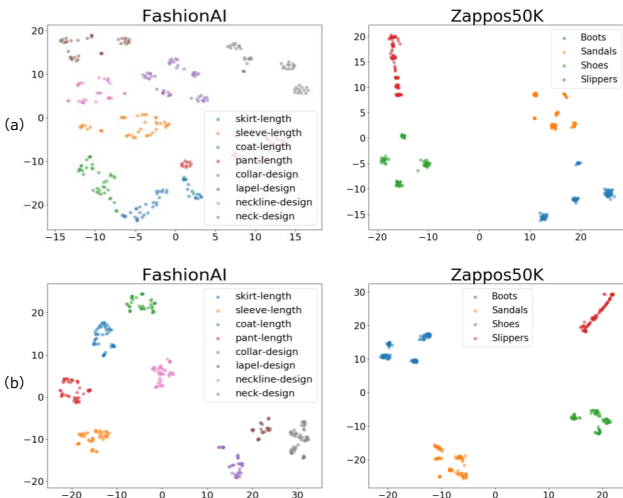 FashionAI
Zappos50K
(a)
20
10
0
−10
−20
−15
−10
−5
0
5
10
15
skirt-length
sleeve-length
coat-length
pant-length
collar-design
lapel-design
neckline-design
neck-design
20
15
10
5
0
−5
−10
−15
−20
−10
0
10
20
Boots
Sandals
Shoes
Slippers
FashionAI
Zappos50K
(b)
20
10
0
−10
−20
−20
−10
0
10
20
30
skirt-length
sleeve-length
coat-length
pant-length
collar-design
lapel-design
neckline-design
neck-design
30
20
10
0
−10
−20
−20
−10
0
10
20
Boots
Sandals
Shoes
Slippers